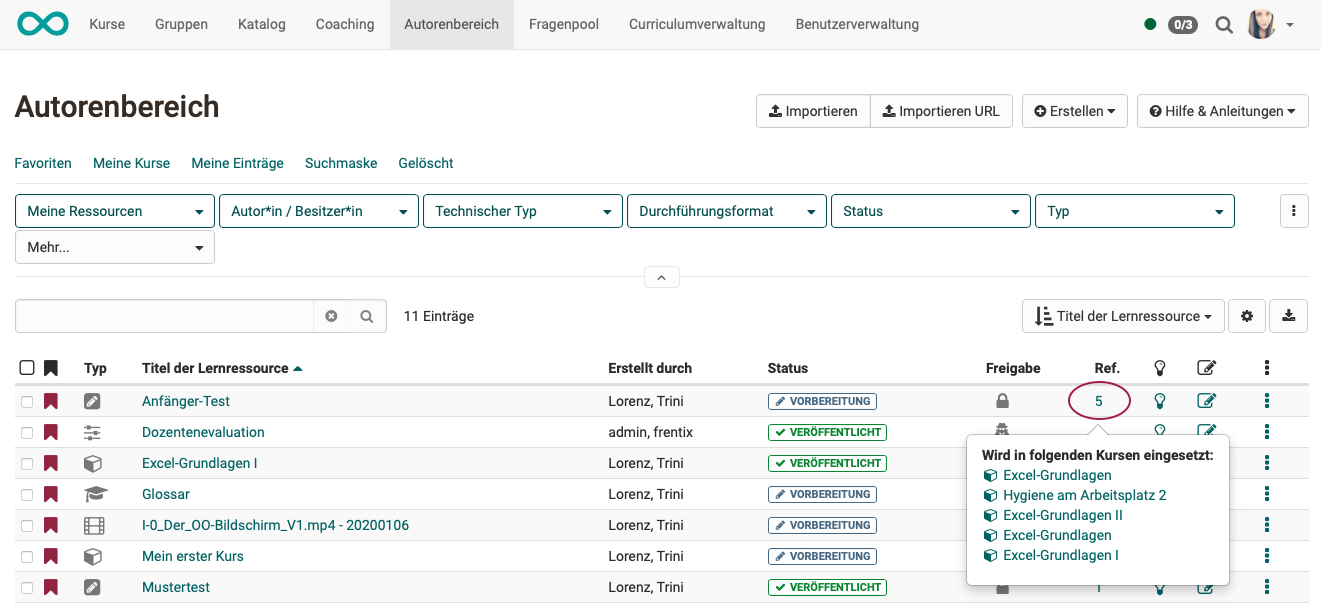 Kurse Gruppen Katalog Coaching Autorenbereich Fragenpool Curriculumverwaltung Benutzerverwaltung 0/3
Autorenbereich
Importieren Importieren URL Erstellen Hilfe & Anleitungen
Favoriten Meine Kurse Meine Einträge Suchmaske Gelöscht
Meine Ressourcen Autor*in / Besitzer*in Technischer Typ Durchführungsformat Status Typ
Mehr...
11 Einträge Titel der Lernressource
Typ Titel der Lernressource Erstellt durch Status Freigabe Ref.
Anfänger-Test Lorenz, Trini VORBEREITUNG 5
Dozentenevaluation admin, frentix VERÖFFENTLICHT
Excel-Grundlagen I Lorenz, Trini VERÖFFENTLICHT
Glossar Lorenz, Trini VORBEREITUNG
I-0_Der_OO-Bildschirm_V1.mp4 - 20200106 Lorenz, Trini VORBEREITUNG
Mein erster Kurs Lorenz, Trini VORBEREITUNG
Mustertest Lorenz, Trini VERÖFFENTLICHT 1
Wird in folgenden Kursen eingesetzt:
Excel-Grundlagen
Hygiene am Arbeitsplatz 2
Excel-Grundlagen II
Excel-Grundlagen
Excel-Grundlagen I